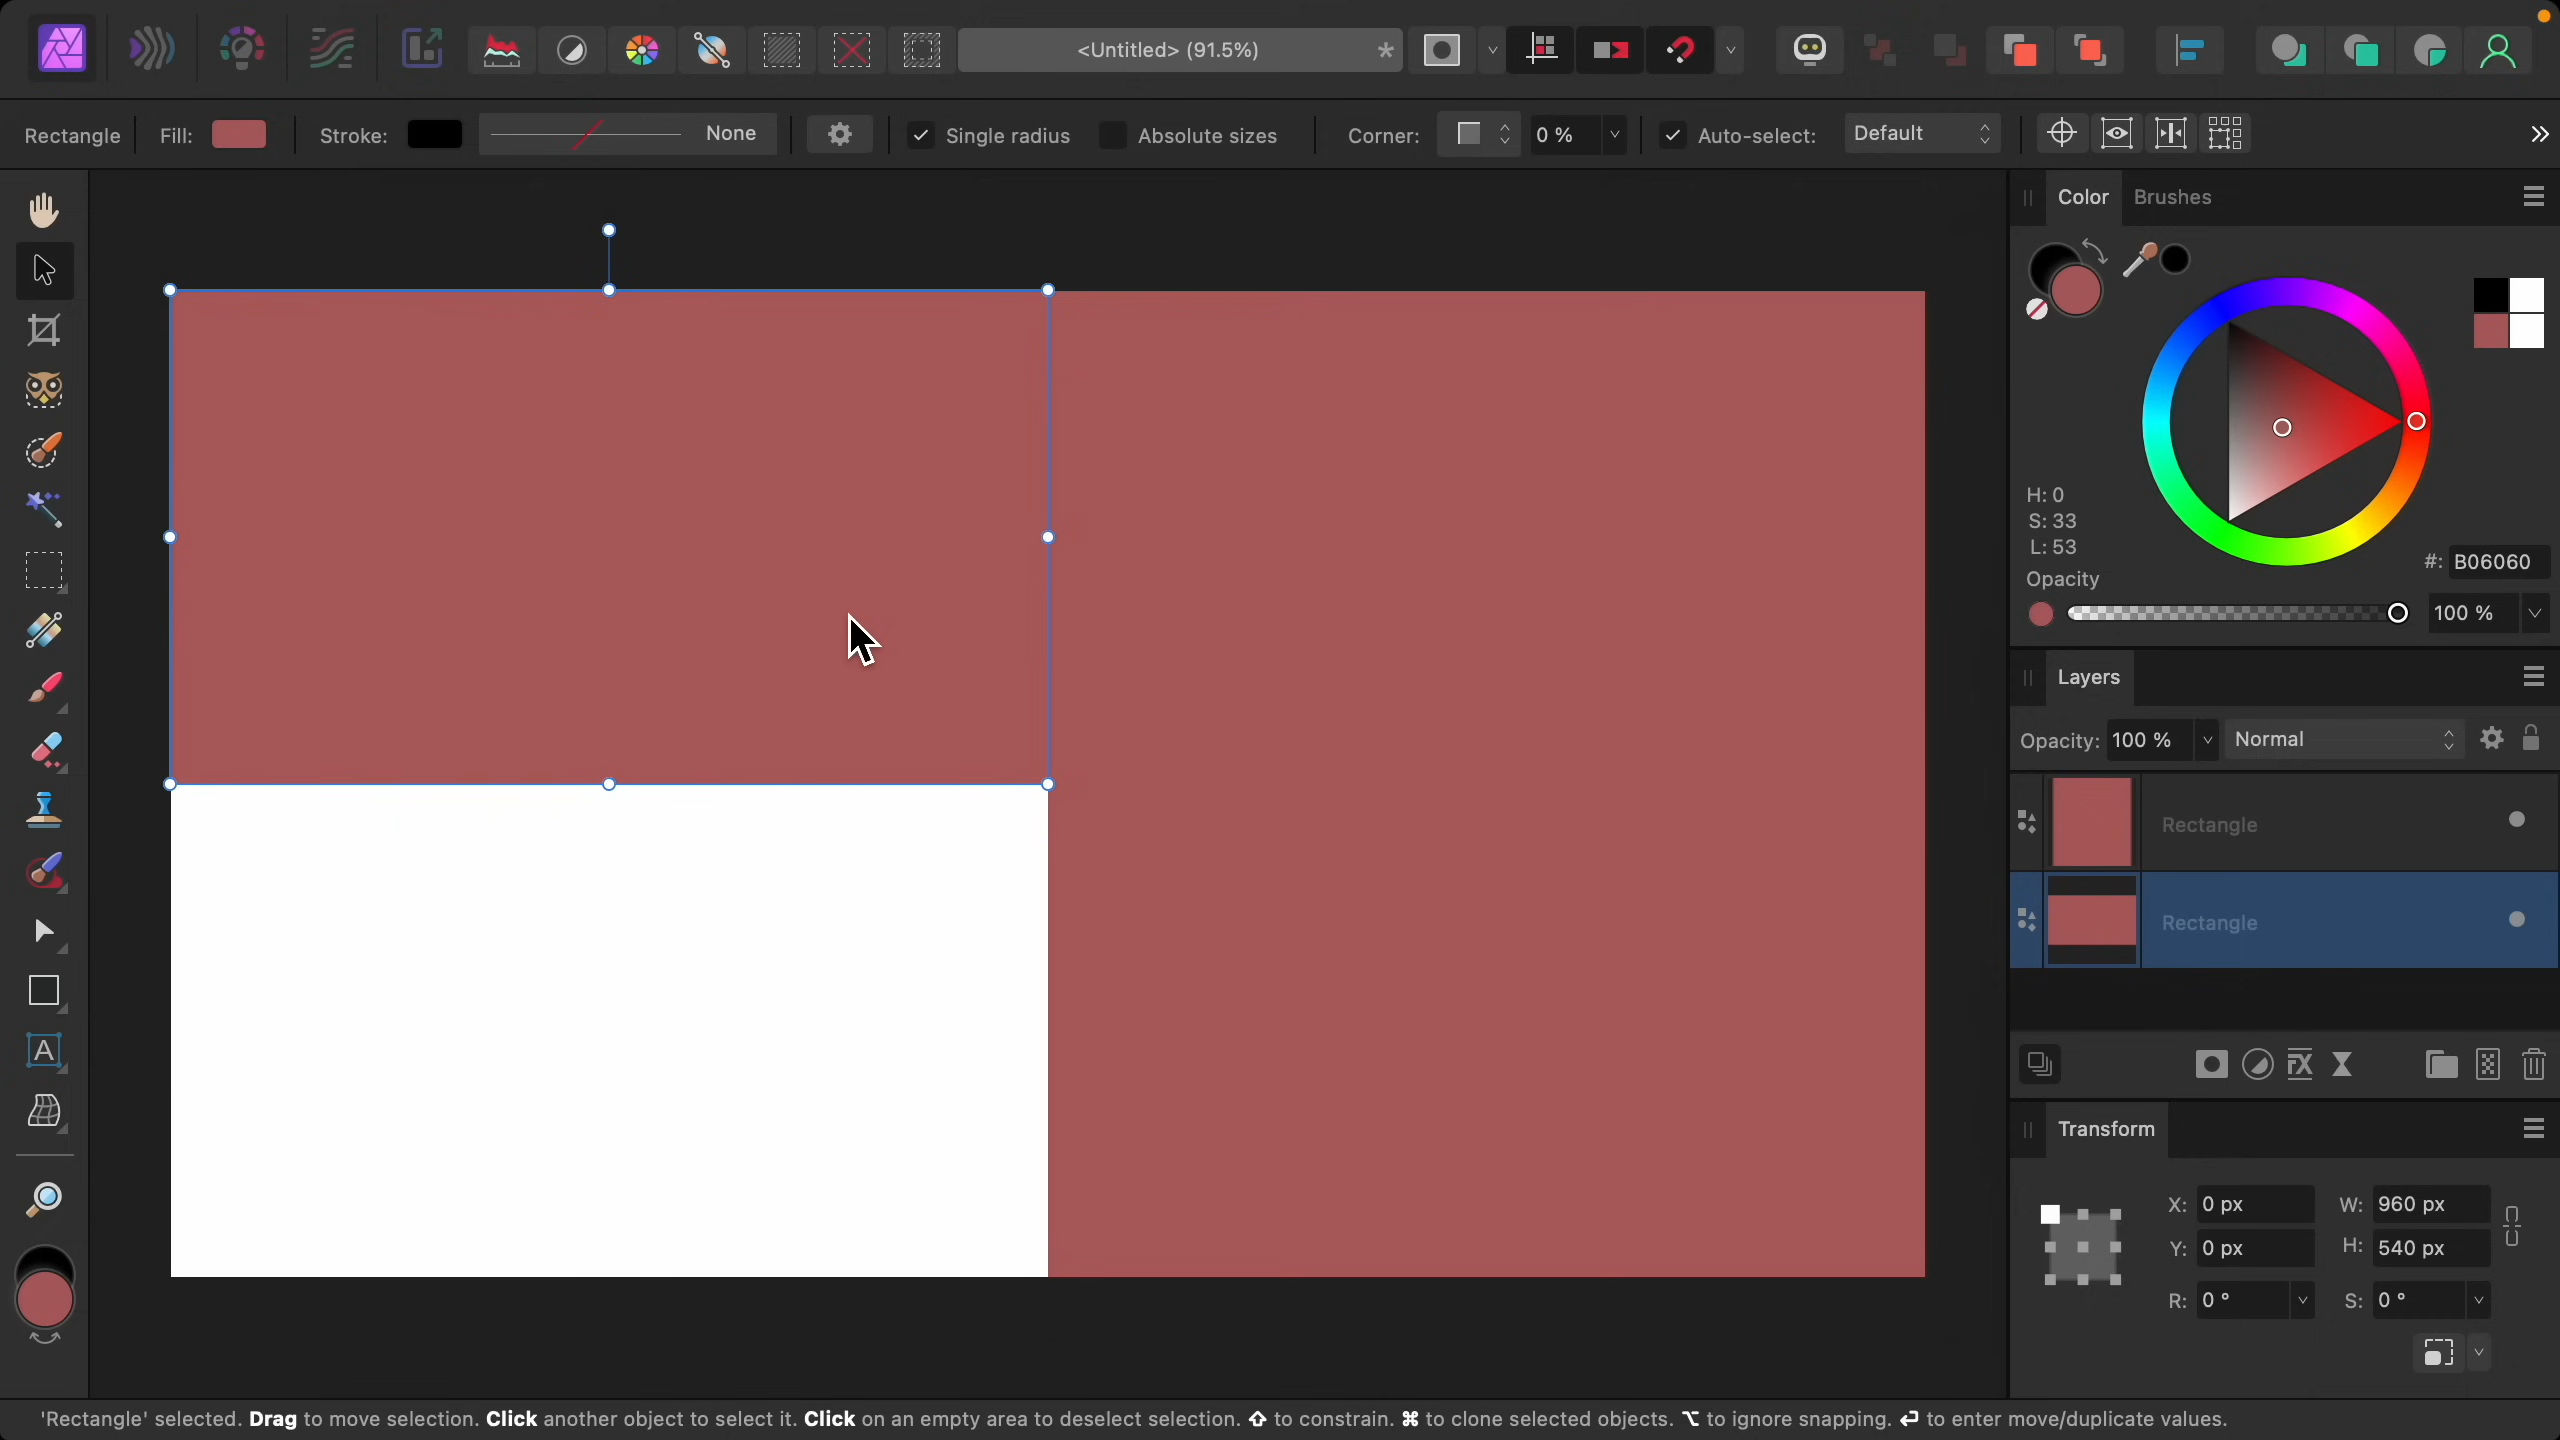 <Untitled> (91.5%) *
Rectangle Fill: Stroke: None Single radius Absolute sizes Corner: 0 % Auto-select: Default
Color Brushes
H: 0
S: 33
L: 53
#: B06060
Opacity
100 %
Layers
Opacity: 100 % Normal
Rectangle
Rectangle
FX
A
Transform
X: 0 px W: 960 px
Y: 0 px H: 540 px
R: 0 ° S: 0 °
'Rectangle' selected. Drag to move selection. Click another object to select it. Click on an empty area to deselect selection. ⇧ to constrain. ⌘ to clone selected objects. ⌥ to ignore snapping. ↩ to enter move/duplicate values.